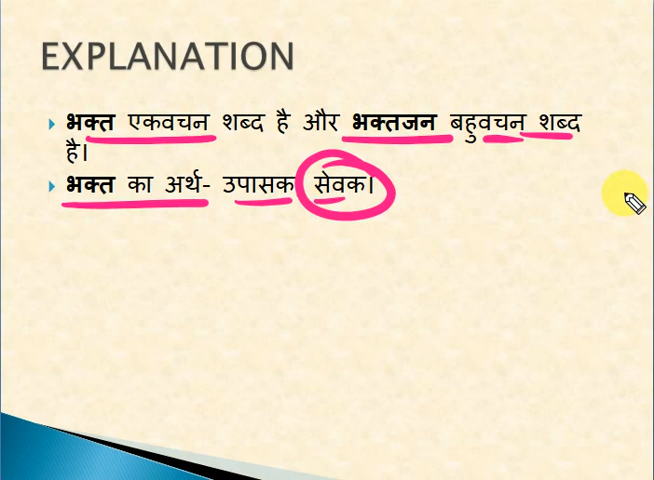 EXPLANATION
भक्त एकवचन शब्द है और भक्तजन बहुवचन शब्द
है।
भक्त का अर्थ- उपासक सेवक।